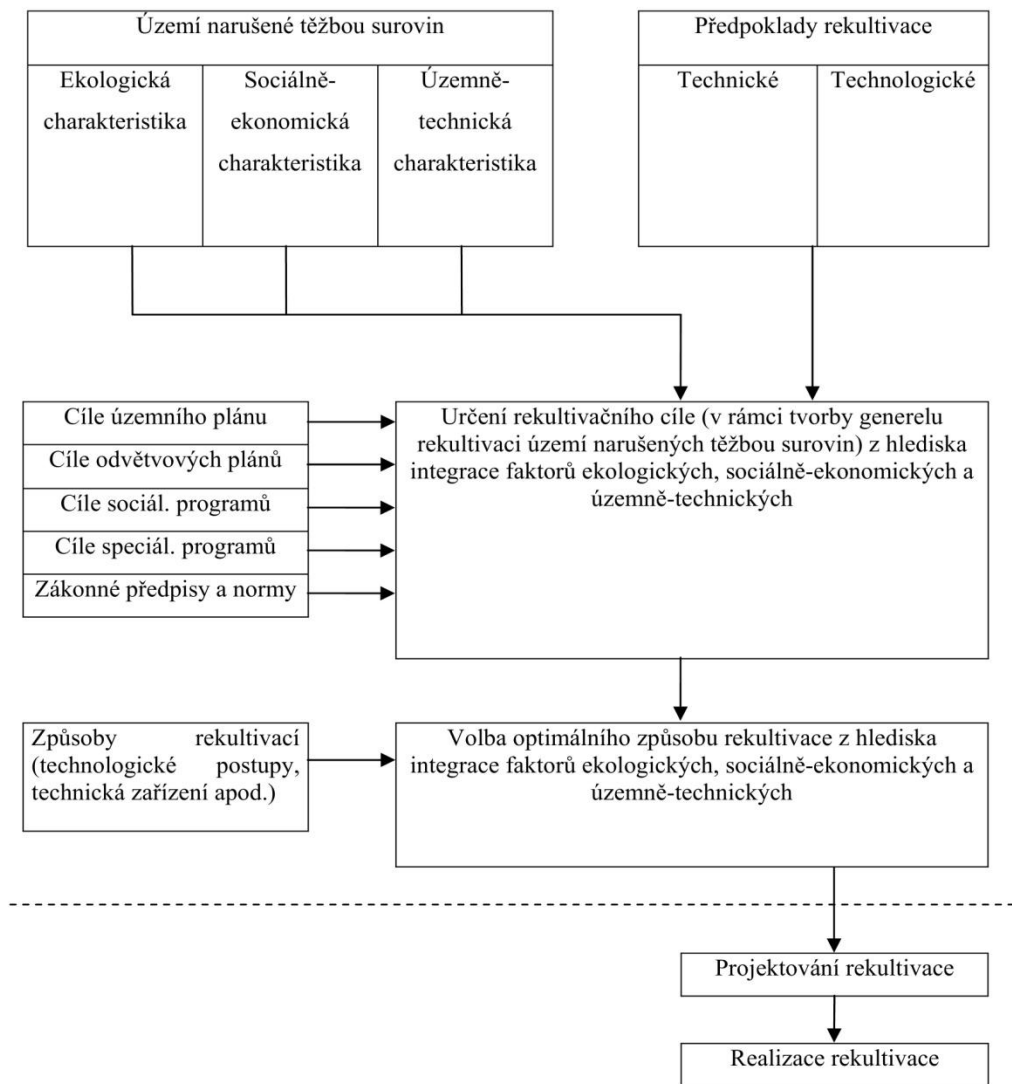 Území narušené těžbou surovin
Ekologická
charakteristika
Sociálně-
ekonomická
charakteristika
Územně-
technická
charakteristika
Předpoklady rekultivace
Technické
Technologické
Cíle územního plánu
Cíle odvětvových plánů
Cíle sociál. programů
Cíle speciál. programů
Zákonné předpisy a normy
Určení rekultivačního cíle (v rámci tvorby generelu
rekultivaci území narušených těžbou surovin) z hlediska
integrace faktorů ekologických, sociálně-ekonomických a
územně-technických
Způsoby rekultivací
(technologické postupy,
technická zařízení apod.)
Volba optimálního způsobu rekultivace z hlediska
integrace faktorů ekologických, sociálně-ekonomických a
územně-technických
Projektování rekultivace
Realizace rekultivace